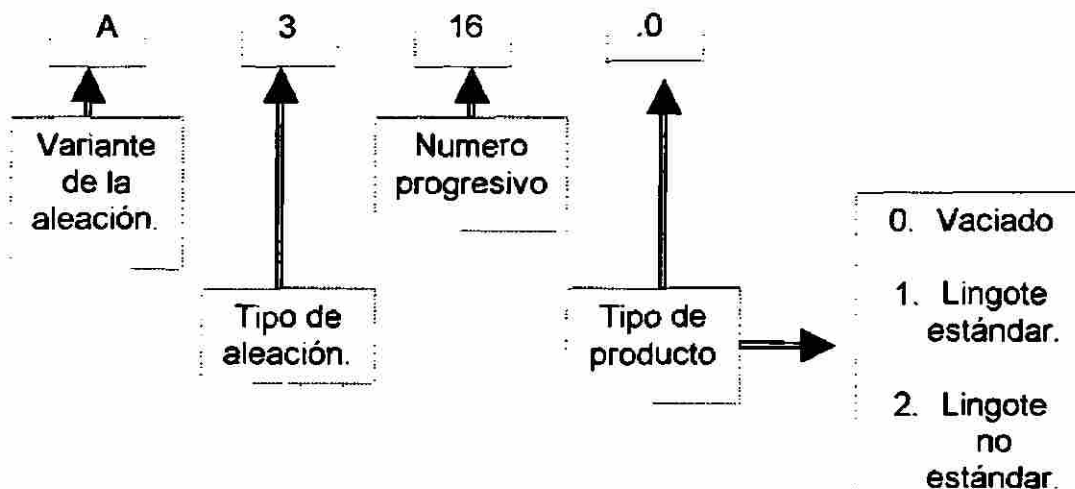 A 3 16 .0
Variante
de la
aleación.
Numero
progresivo
Tipo de
aleación.
Tipo de
producto
0. Vaciado
1. Lingote
estándar.
2. Lingote
no
estándar.